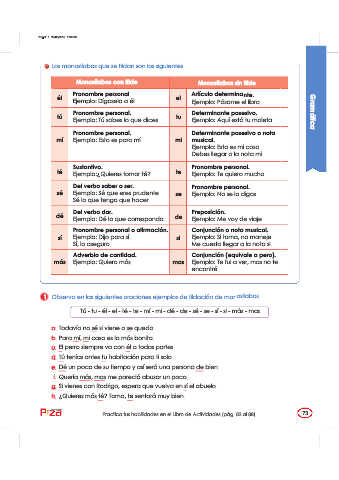 Los monosílabos que se tildan son los siguientes
Monosílabos con tilde
Monosílabos sin tilde
él
Pronombre personal
Ejemplo: Dígaselo a él
el
Artículo determinante.
Ejemplo: Pásame el libro
tú
Pronombre personal.
Ejemplo: Tú sabes lo que dices
tu
Determinante posesivo.
Ejemplo: Aquí está tu maleta
mí
Pronombre personal.
Ejemplo: Esto es para mí
mi
Determinante posesivo o nota
musical.
Ejemplo: Esta es mi casa
Debes llegar a la nota mi
té
Sustantivo.
Ejemplo: ¿Quieres tomar té?
te
Pronombre personal.
Ejemplo: Te quiero mucho
sé
Del verbo saber o ser.
Ejemplo: Sé que eres prudente
Sé lo que tengo que hacer
se
Pronombre personal.
Ejemplo: No se lo digas
dé
Del verbo dar.
Ejemplo: Dé lo que corresponda
de
Preposición.
Ejemplo: Me voy de viaje
sí
Pronombre personal o afirmación.
Ejemplo: Dijo para sí
Sí, lo aseguro
si
Conjunción o nota musical.
Ejemplo: Si toma, no maneje
Me cuesta llegar a la nota si
más
Adverbio de cantidad.
Ejemplo: Quiero más
mas
Conjunción (equivale a pero).
Ejemplo: Te fui a ver, mas no te
encontré
Gramática
1 Observa en las siguientes oraciones ejemplos de tildación de monosílabos
Tú - tu - él - el - té - te - mí - mi - dé - de - sé - se - sí - si - más - mas
a. Todavía no sé si viene o se queda
b. Para mí, mi casa es la más bonita
c. El perro siempre va con él a todas partes
d. Tú tenías antes tu habitación para ti solo
e. Dé un poco de su tiempo y así será una persona de bien
f. Quería más, mas me pareció abusar un poco
g. Si vienes con Rodrigo, espero que vuelva en sí el abuelo
h. ¿Quieres más té? Toma, te sentará muy bien
Practica tus habilidades en el Libro de Actividades (pág. 85 al 88)
73